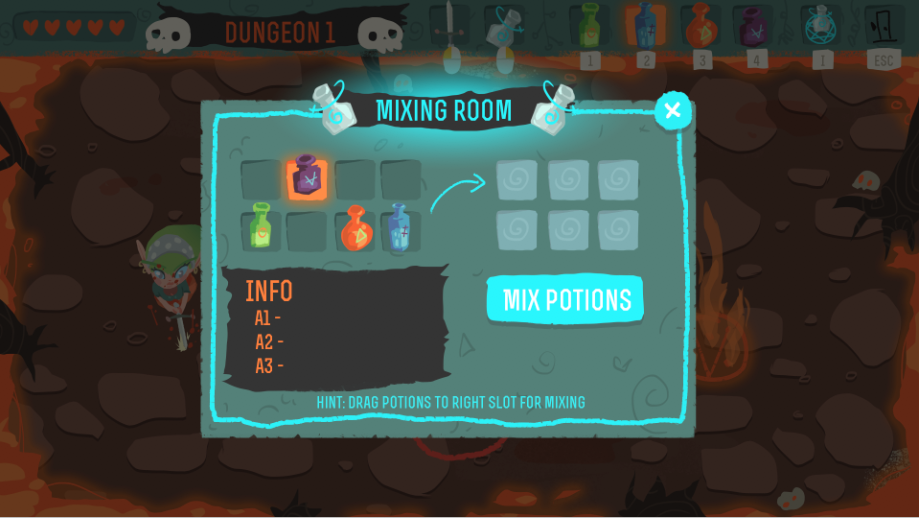 DUNGEON 1
1
2
3
4
I
ESC
MIXING ROOM
INFO
A1 -
A2 -
A3 -
MIX POTIONS
HINT: DRAG POTIONS TO RIGHT SLOT FOR MIXING